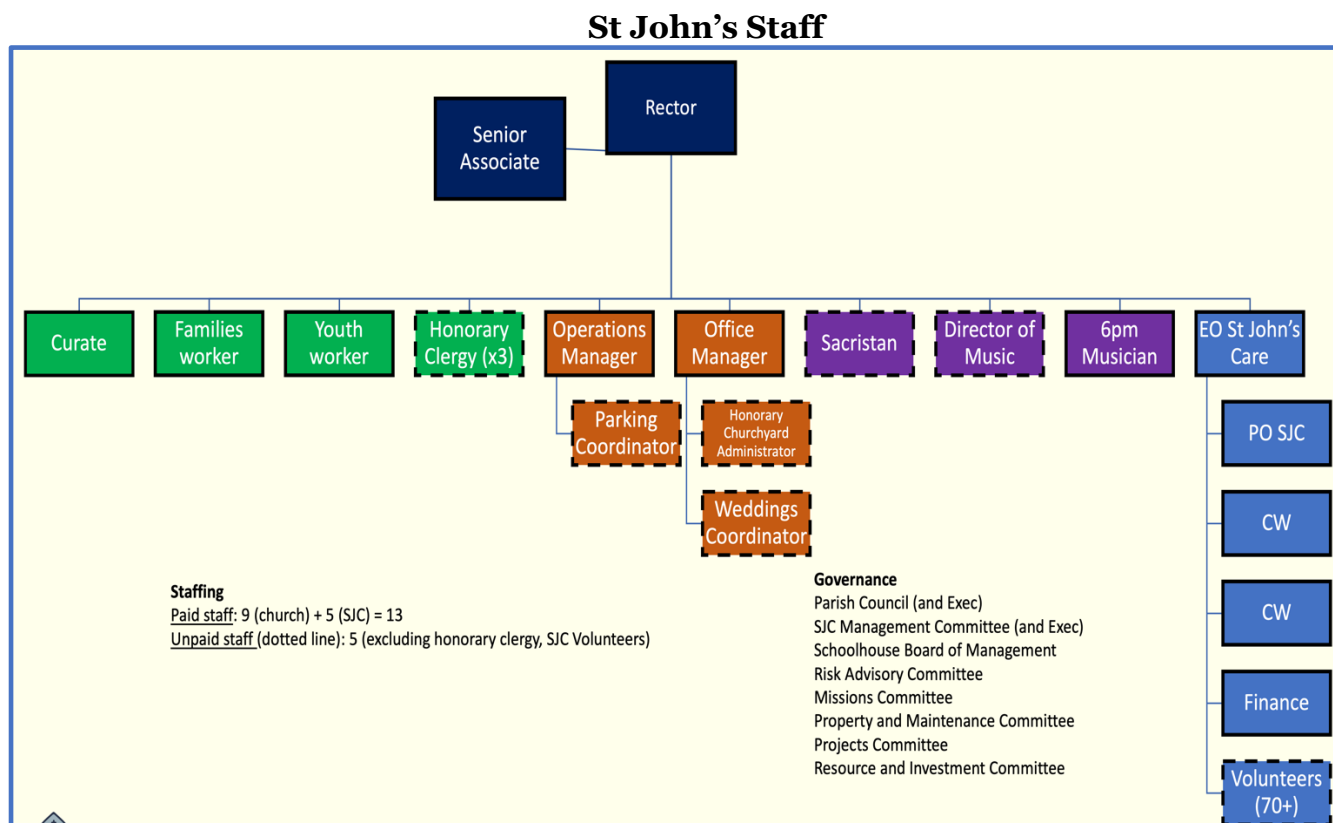 St John’s Staff
Rector
Senior
Associate
Curate
Families
worker
Youth
worker
Honorary
Clergy (x3)
Operations
Manager
Office
Manager
Sacristan
Director of
Music
6pm
Musician
EO St John’s
Care
Parking
Coordinator
Honorary
Churchyard
Administrator
Weddings
Coordinator
PO SJC
CW
CW
Finance
Volunteers
(70+)
Staffing
Paid staff: 9 (church) + 5 (SJC) = 13
Unpaid staff (dotted line): 5 (excluding honorary clergy, SJC Volunteers)
Governance
Parish Council (and Exec)
SJC Management Committee (and Exec)
Schoolhouse Board of Management
Risk Advisory Committee
Missions Committee
Property and Maintenance Committee
Projects Committee
Resource and Investment Committee